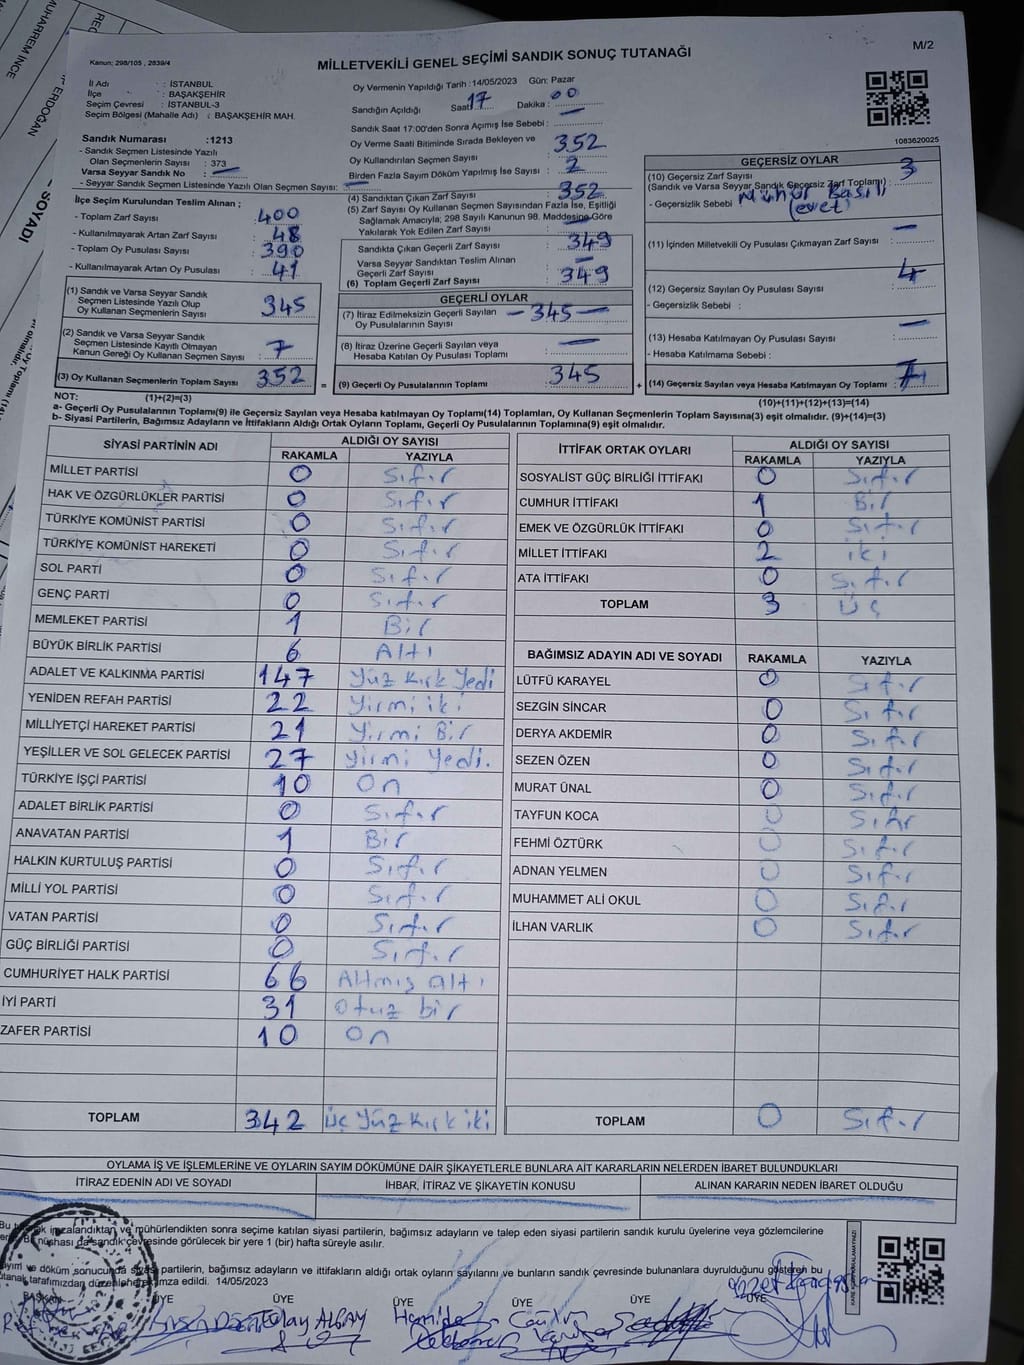 MUHARREM INCE
ERDOĞAN
SOYADI
MİLLETVEKİLİ GENEL SEÇİMİ SANDIK SONUÇ TUTANAĞI
M/2
Kanun: 298/105 , 2839/4
İl Adı : İSTANBUL
İlçe : BAŞAKŞEHİR
Seçim Çevresi : İSTANBUL-3
Seçim Bölgesi (Mahalle Adı) : BAŞAKŞEHİR MAH.
Oy Vermenin Yapıldığı Tarih :14/05/2023 Gün: Pazar
Sandığın Açıldığı Saat: 17 Dakika : 00
Sandık Saat 17:00'den Sonra Açımış İse Sebebi :
Oy Verme Saati Bitiminde Sırada Bekleyen ve
Oy Kullandırılan Seçmen Sayısı : 352
Birden Fazla Sayım Döküm Yapılmış İse Sayısı : 2
1083620025
Sandık Numarası :1213
- Sandık Seçmen Listesinde Yazılı
Olan Seçmenlerin Sayısı : 373
Varsa Seyyar Sandık No :
- Seyyar Sandık Seçmen Listesinde Yazılı Olan Seçmen Sayısı:
İlçe Seçim Kurulundan Teslim Alınan ;
- Toplam Zarf Sayısı : 400
- Kullanılmayarak Artan Zarf Sayısı : 48
- Toplam Oy Pusulası Sayısı : 390
- Kullanılmayarak Artan Oy Pusulası : 41
(1) Sandık ve Varsa Seyyar Sandık
Seçmen Listesinde Yazılı Olup
Oy Kullanan Seçmenlerin Sayısı : 345
(2) Sandık ve Varsa Seyyar Sandık
Seçmen Listesinde Kayıtlı Olmayan
Kanun Gereği Oy Kullanan Seçmen Sayısı : 7
(3) Oy Kullanan Seçmenlerin Toplam Sayısı : 352 =
(4) Sandıktan Çıkan Zarf Sayısı : 352
(5) Zarf Sayısı Oy Kullanan Seçmen Sayısından Fazla İse, Eşitliği
Sağlamak Amacıyla; 298 Sayılı Kanunun 98. Maddesine Göre
Yakılarak Yok Edilen Zarf Sayısı :
Sandıkta Çıkan Geçerli Zarf Sayısı : 349
Varsa Seyyar Sandıktan Teslim Alınan
Geçerli Zarf Sayısı :
(6) Toplam Geçerli Zarf Sayısı : 349
GEÇERLİ OYLAR
(7) İtiraz Edilmeksizin Geçerli Sayılan
Oy Pusulalarının Sayısı : - 345 -
(8) İtiraz Üzerine Geçerli Sayılan veya
Hesaba Katılan Oy Pusulası Toplamı :
(9) Geçerli Oy Pusulalarının Toplamı : 345 +
GEÇERSİZ OYLAR
(10) Geçersiz Zarf Sayısı
(Sandık ve Varsa Seyyar Sandık Geçersiz Zarf Toplamı) : 3
- Geçersizlik Sebebi : Mühür Basılı
(evet)
(11) İçinden Milletvekili Oy Pusulası Çıkmayan Zarf Sayısı : -
(12) Geçersiz Sayılan Oy Pusulası Sayısı : 4
- Geçersizlik Sebebi :
(13) Hesaba Katılmayan Oy Pusulası Sayısı : -
- Hesaba Katılmama Sebebi :
(14) Geçersiz Sayılan veya Hesaba Katılmayan Oy Toplamı : 7
NOT: (1)+(2)=(3)
(10)+(11)+(12)+(13)=(14)
a- Geçerli Oy Pusulalarının Toplamı(9) ile Geçersiz Sayılan veya Hesaba katılmayan Oy Toplamı(14) Toplamları, Oy Kullanan Seçmenlerin Toplam Sayısına(3) eşit olmalıdır. (9)+(14)=(3)
b- Siyasi Partilerin, Bağımsız Adayların ve İttifakların Aldığı Ortak Oyların Toplamı, Geçerli Oy Pusulalarının Toplamına(9) eşit olmalıdır.
SİYASİ PARTİNİN ADI ALDIĞI OY SAYISI
RAKAMLA YAZIYLA
MİLLET PARTİSİ 0 Sıfır
HAK VE ÖZGÜRLÜKLER PARTİSİ 0 Sıfır
TÜRKİYE KOMÜNİST PARTİSİ 0 Sıfır
TÜRKİYE KOMÜNİST HAREKETİ 0 Sıfır
SOL PARTİ 0 Sıfır
GENÇ PARTİ 0 Sıfır
MEMLEKET PARTİSİ 1 Bir
BÜYÜK BİRLİK PARTİSİ 6 Altı
ADALET VE KALKINMA PARTİSİ 147 Yüz Kırk Yedi
YENİDEN REFAH PARTİSİ 22 Yirmi iki
MİLLİYETÇİ HAREKET PARTİSİ 21 Yirmi Bir
YEŞİLLER VE SOL GELECEK PARTİSİ 27 Yirmi Yedi.
TÜRKİYE İŞÇİ PARTİSİ 10 On
ADALET BİRLİK PARTİSİ 0 Sıfır
ANAVATAN PARTİSİ 1 Bir
HALKIN KURTULUŞ PARTİSİ 0 Sıfır
MİLLİ YOL PARTİSİ 0 Sıfır
VATAN PARTİSİ 0 Sıfır
GÜÇ BİRLİĞİ PARTİSİ 0 Sıfır
CUMHURİYET HALK PARTİSİ 66 Altmış altı
İYİ PARTİ 31 Otuz bir
ZAFER PARTİSİ 10 On
TOPLAM 342 Üç Yüz Kırk iki
İTTİFAK ORTAK OYLARI ALDIĞI OY SAYISI
RAKAMLA YAZIYLA
SOSYALİST GÜÇ BİRLİĞİ İTTİFAKI 0 Sıfır
CUMHUR İTTİFAKI 1 Bir
EMEK VE ÖZGÜRLÜK İTTİFAKI 0 Sıfır
MİLLET İTTİFAKI 2 iki
ATA İTTİFAKI 0 Sıfır
TOPLAM 3 Üç
BAĞIMSIZ ADAYIN ADI VE SOYADI RAKAMLA YAZIYLA
LÜTFÜ KARAYEL 0 Sıfır
SEZGİN SİNCAR 0 Sıfır
DERYA AKDEMİR 0 Sıfır
SEZEN ÖZEN 0 Sıfır
MURAT ÜNAL 0 Sıfır
TAYFUN KOCA 0 Sıfır
FEHMİ ÖZTÜRK 0 Sıfır
ADNAN YELMEN 0 Sıfır
MUHAMMET ALİ OKUL 0 Sıfır
İLHAN VARLIK 0 Sıfır
TOPLAM 0 Sıfır
OYLAMA İŞ VE İŞLEMLERİNE VE OYLARIN SAYIM DÖKÜMÜNE DAİR ŞİKAYETLERLE BUNLARA AİT KARARLARIN NELERDEN İBARET BULUNDUKLARI
İTİRAZ EDENİN ADI VE SOYADI İHBAR, İTİRAZ VE ŞİKAYETİN KONUSU ALINAN KARARIN NEDEN İBARET OLDUĞU
Bu imzalandıktan ve mühürlendikten sonra seçime katılan siyasi partilerin, bağımsız adayların ve talep eden siyasi partilerin sandık kurulu üyelerine veya gözlemcilerine
nüshası da sandık çevresinde görülecek bir yere 1 (bir) hafta süreyle asılır.
sayım ve döküm sonucunda siyasi partilerin, bağımsız adayların ve ittifakların aldığı ortak oyların sayılarını ve bunların sandık çevresinde bulunanlara duyrulduğunu gösteren bu
tutanak tarafımızdan düzenlenerek imza edildi. 14/05/2023
BAŞKAN ÜYE ÜYE ÜYE ÜYE ÜYE ÜYE
Tülay ALBAY